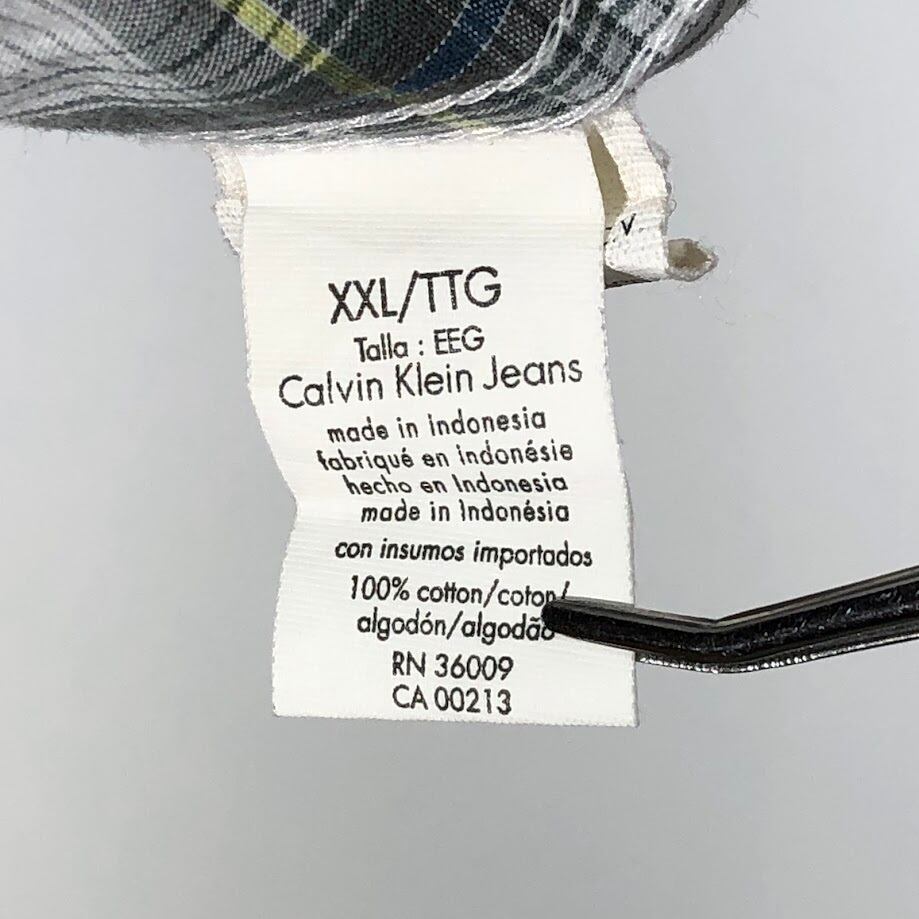 XXL/TTG
Talla : EEG
Calvin Klein Jeans
made in indonesia
fabriqué en indonésie
hecho en Indonesia
made in Indonésia
con insumos importados
100% cotton/coton/
algodón/algodão
RN 36009
CA 00213